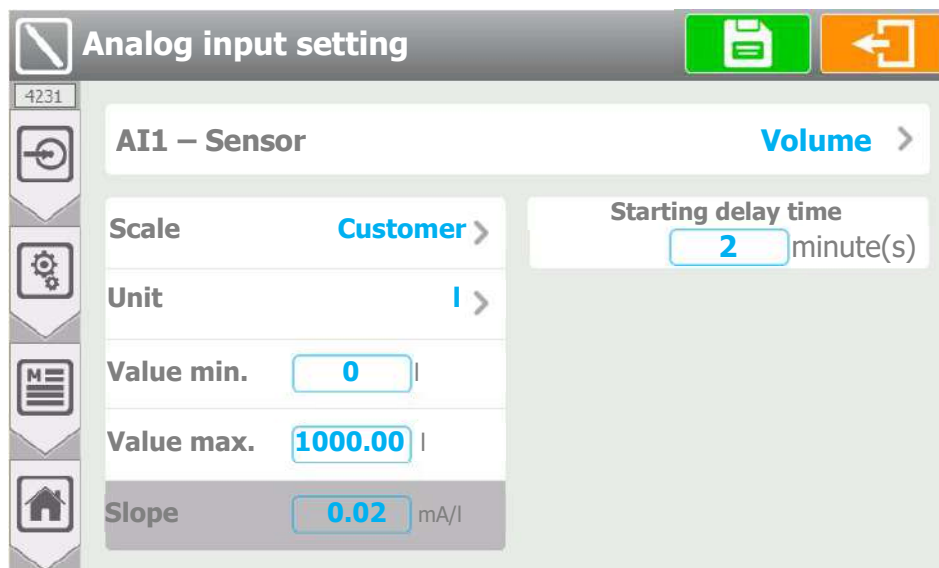 Analog input setting
4231
AI1 – Sensor Volume
Scale Customer
Starting delay time
2 minute(s)
Unit l
Value min. 0 l
M
Value max. 1000.00 l
Slope 0.02 mA/l